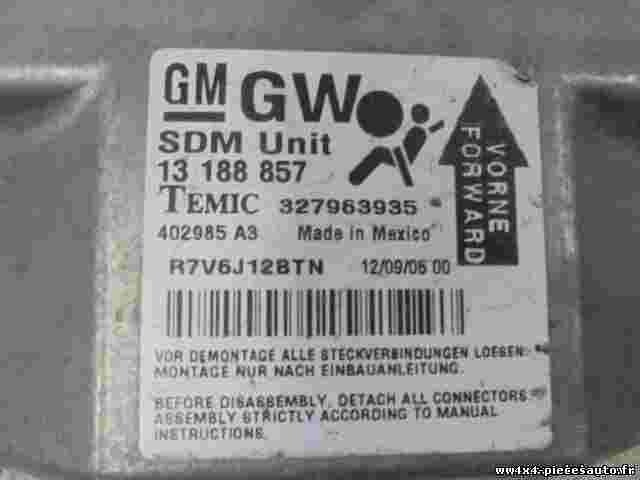 GM GW
SDM Unit
13 188 857
TEMIC 327963935
402985 A3 Made in Mexico
R7V6J12BTN 12/09/06 00
VORNE
FORWARD
VOR DEMONTAGE ALLE STECKVERBINDUNGEN LOESEN.
MONTAGE NUR NACH EINBAUANLEITUNG.
BEFORE DISASSEMBLY, DETACH ALL CONNECTORS
ASSEMBLY STRICTLY ACCORDING TO MANUAL
INSTRUCTIONS.
ww4x4.piecesauto.fr